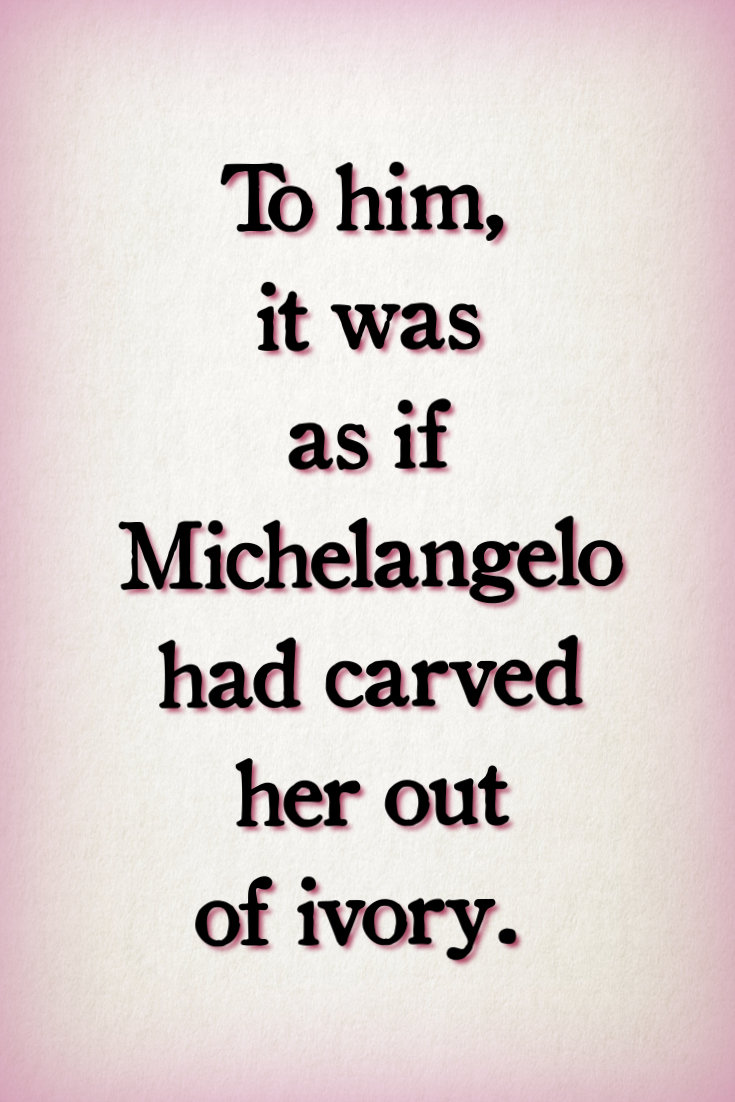 To him,
it was
as if
Michelangelo
had carved
her out
of ivory.